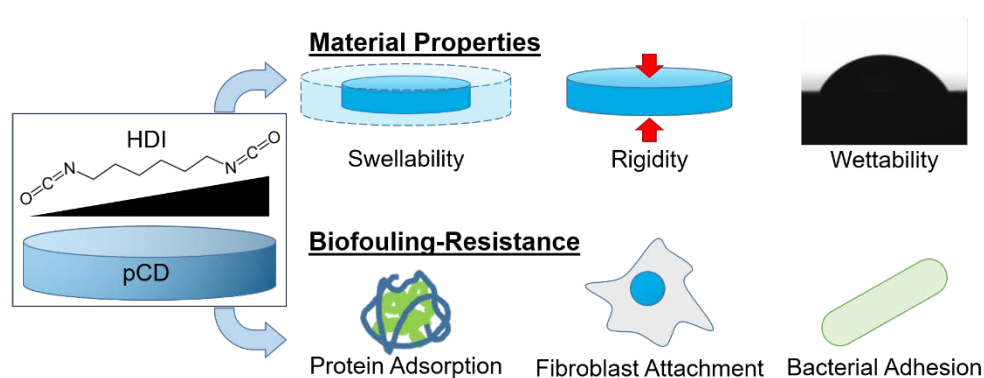 Material Properties
Swellability
Rigidity
Wettability
HDI
O=C=N
N=C=O
pCD
Biofouling-Resistance
Protein Adsorption
Fibroblast Attachment
Bacterial Adhesion